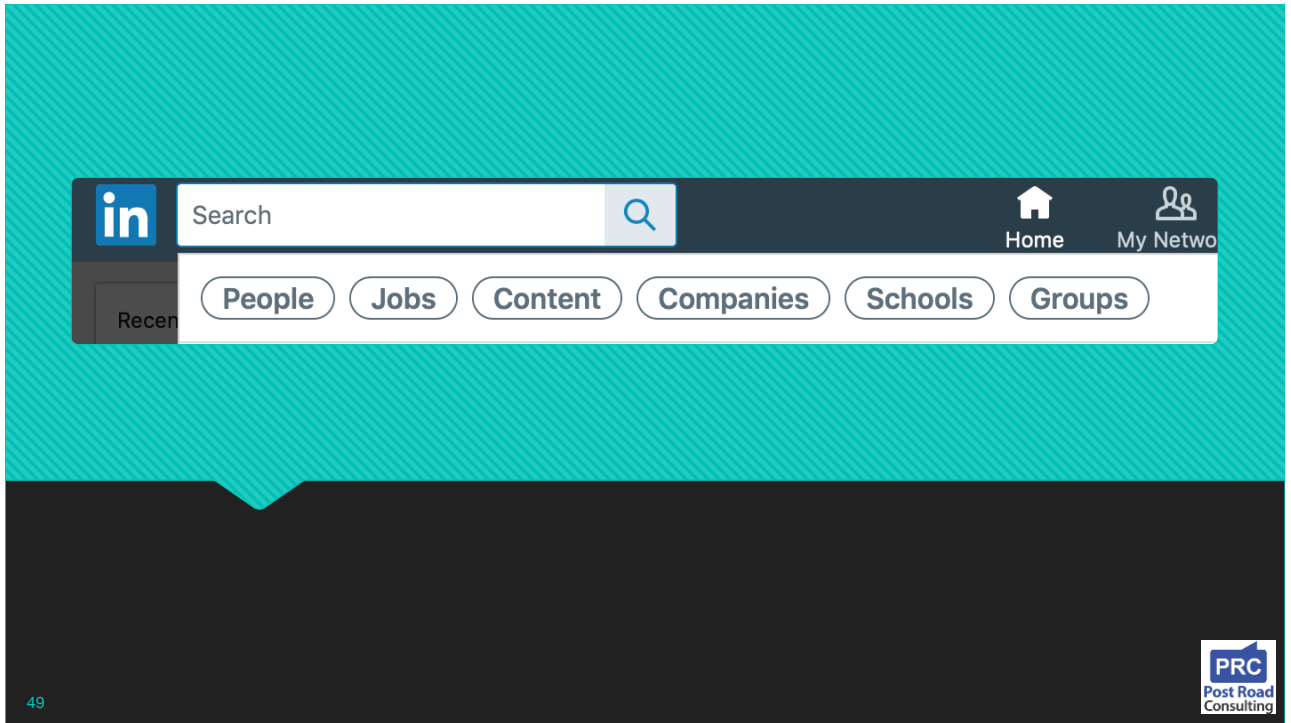 in
Search
Home
My Netwo
People
Jobs
Content
Companies
Schools
Groups
Recen
49
PRC
Post Road
Consulting